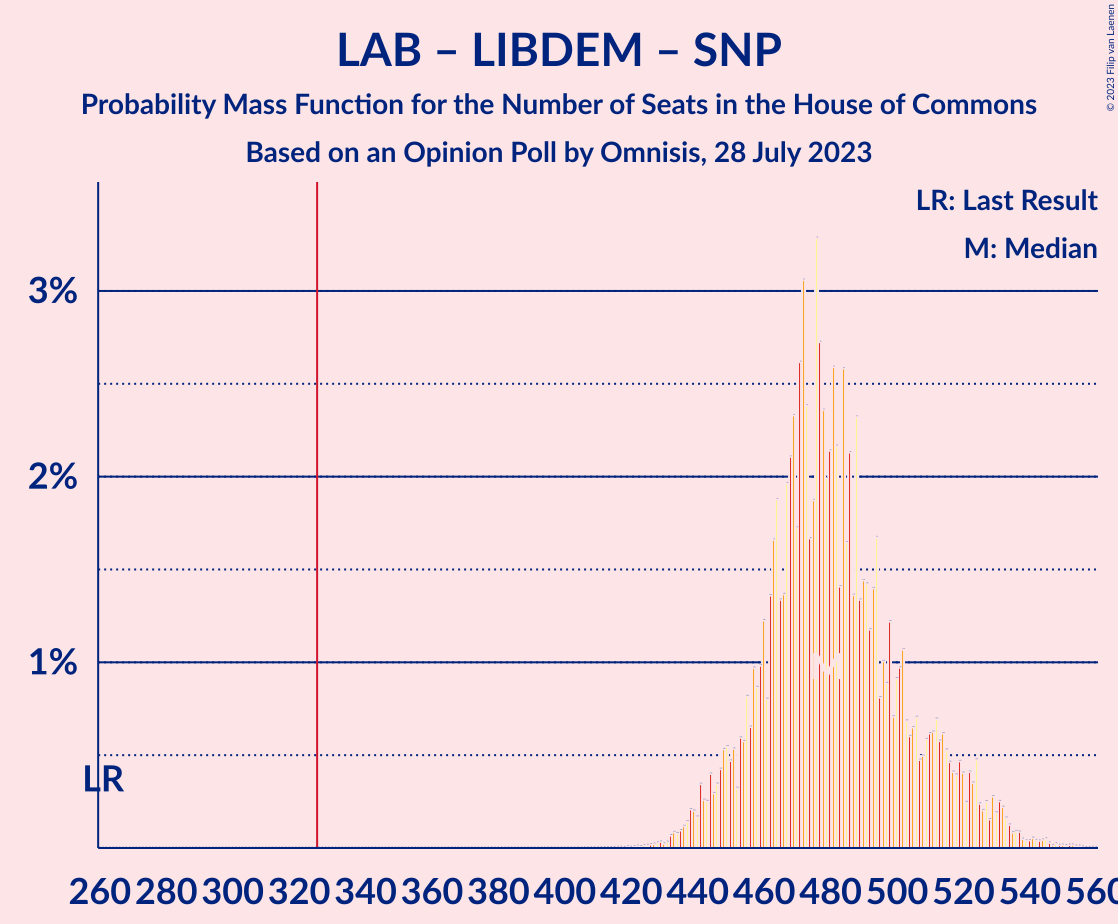 LAB – LIBDEM – SNP
Probability Mass Function for the Number of Seats in the House of Commons
Based on an Opinion Poll by Omnisis, 28 July 2023
© 2023 Filip van Laenen
LR: Last Result
M: Median
3%
2%
1%
LR
M
260 280 300 320 340 360 380 400 420 440 460 480 500 520 540 560